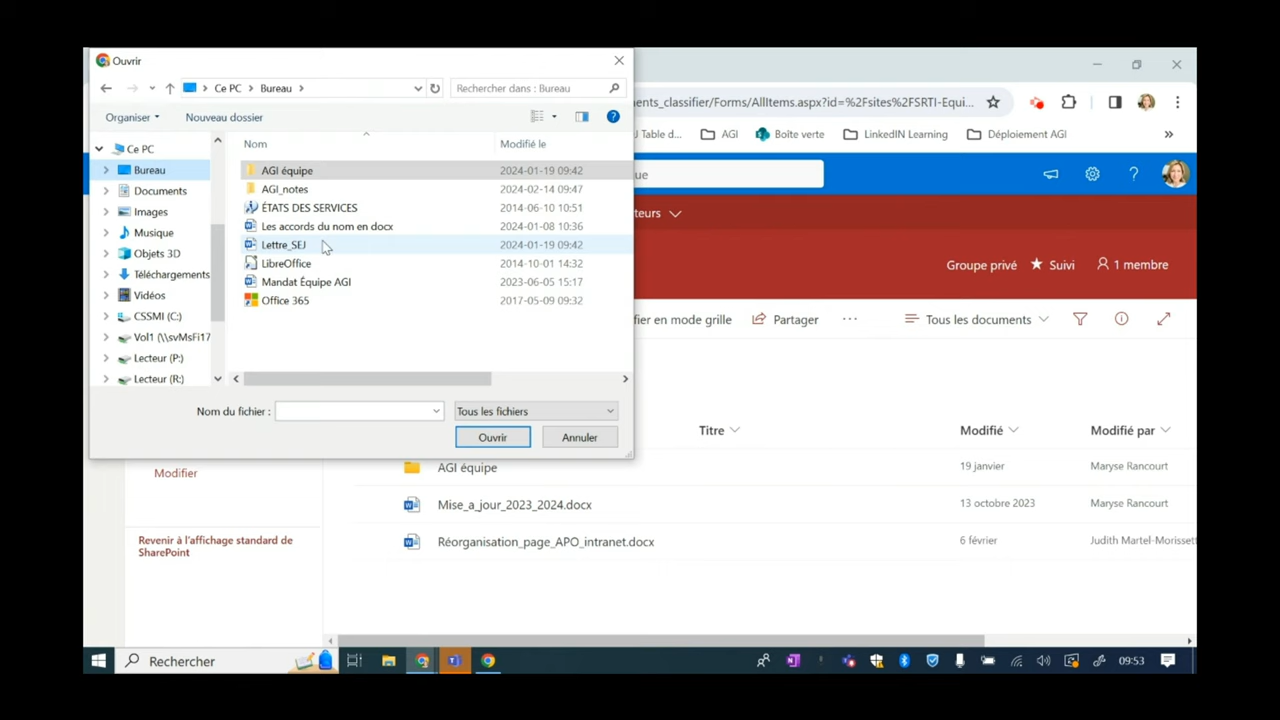 Ouvrir
Ce PC
Bureau
Rechercher dans : Bureau
Organiser
Nouveau dossier
Nom
Modifié le
Ce PC
Bureau
Documents
Images
Musique
Objets 3D
Téléchargements
Vidéos
CSSMI (C:)
Vol1 (\\svMsFi17
Lecteur (P:)
Lecteur (R:)
AGI équipe 2024-01-19 09:42
AGI_notes 2024-02-14 09:47
ÉTATS DES SERVICES 2014-06-10 10:51
Les accords du nom en docx 2024-01-08 10:36
Lettre_SEJ 2024-01-19 09:42
LibreOffice 2014-10-01 14:32
Mandat Équipe AGI 2023-06-05 15:17
Office 365 2017-05-09 09:32
Nom du fichier :
Tous les fichiers
Ouvrir
Annuler
ents_classifier/Forms/AllItems.aspx?id=%2Fsites%2FSRTI-Equi...
J Table d...
AGI
Boîte verte
LinkedIN Learning
Déploiement AGI
»
ue
teurs
Groupe privé
Suivi
1 membre
fier en mode grille
Partager
...
Tous les documents
Titre
Modifié
Modifié par
AGI équipe 19 janvier Maryse Rancourt
Mise_a_jour_2023_2024.docx 13 octobre 2023 Maryse Rancourt
Réorganisation_page_APO_intranet.docx 6 février Judith Martel-Morisset
Modifier
Revenir à l'affichage standard de
SharePoint
Rechercher
09:53